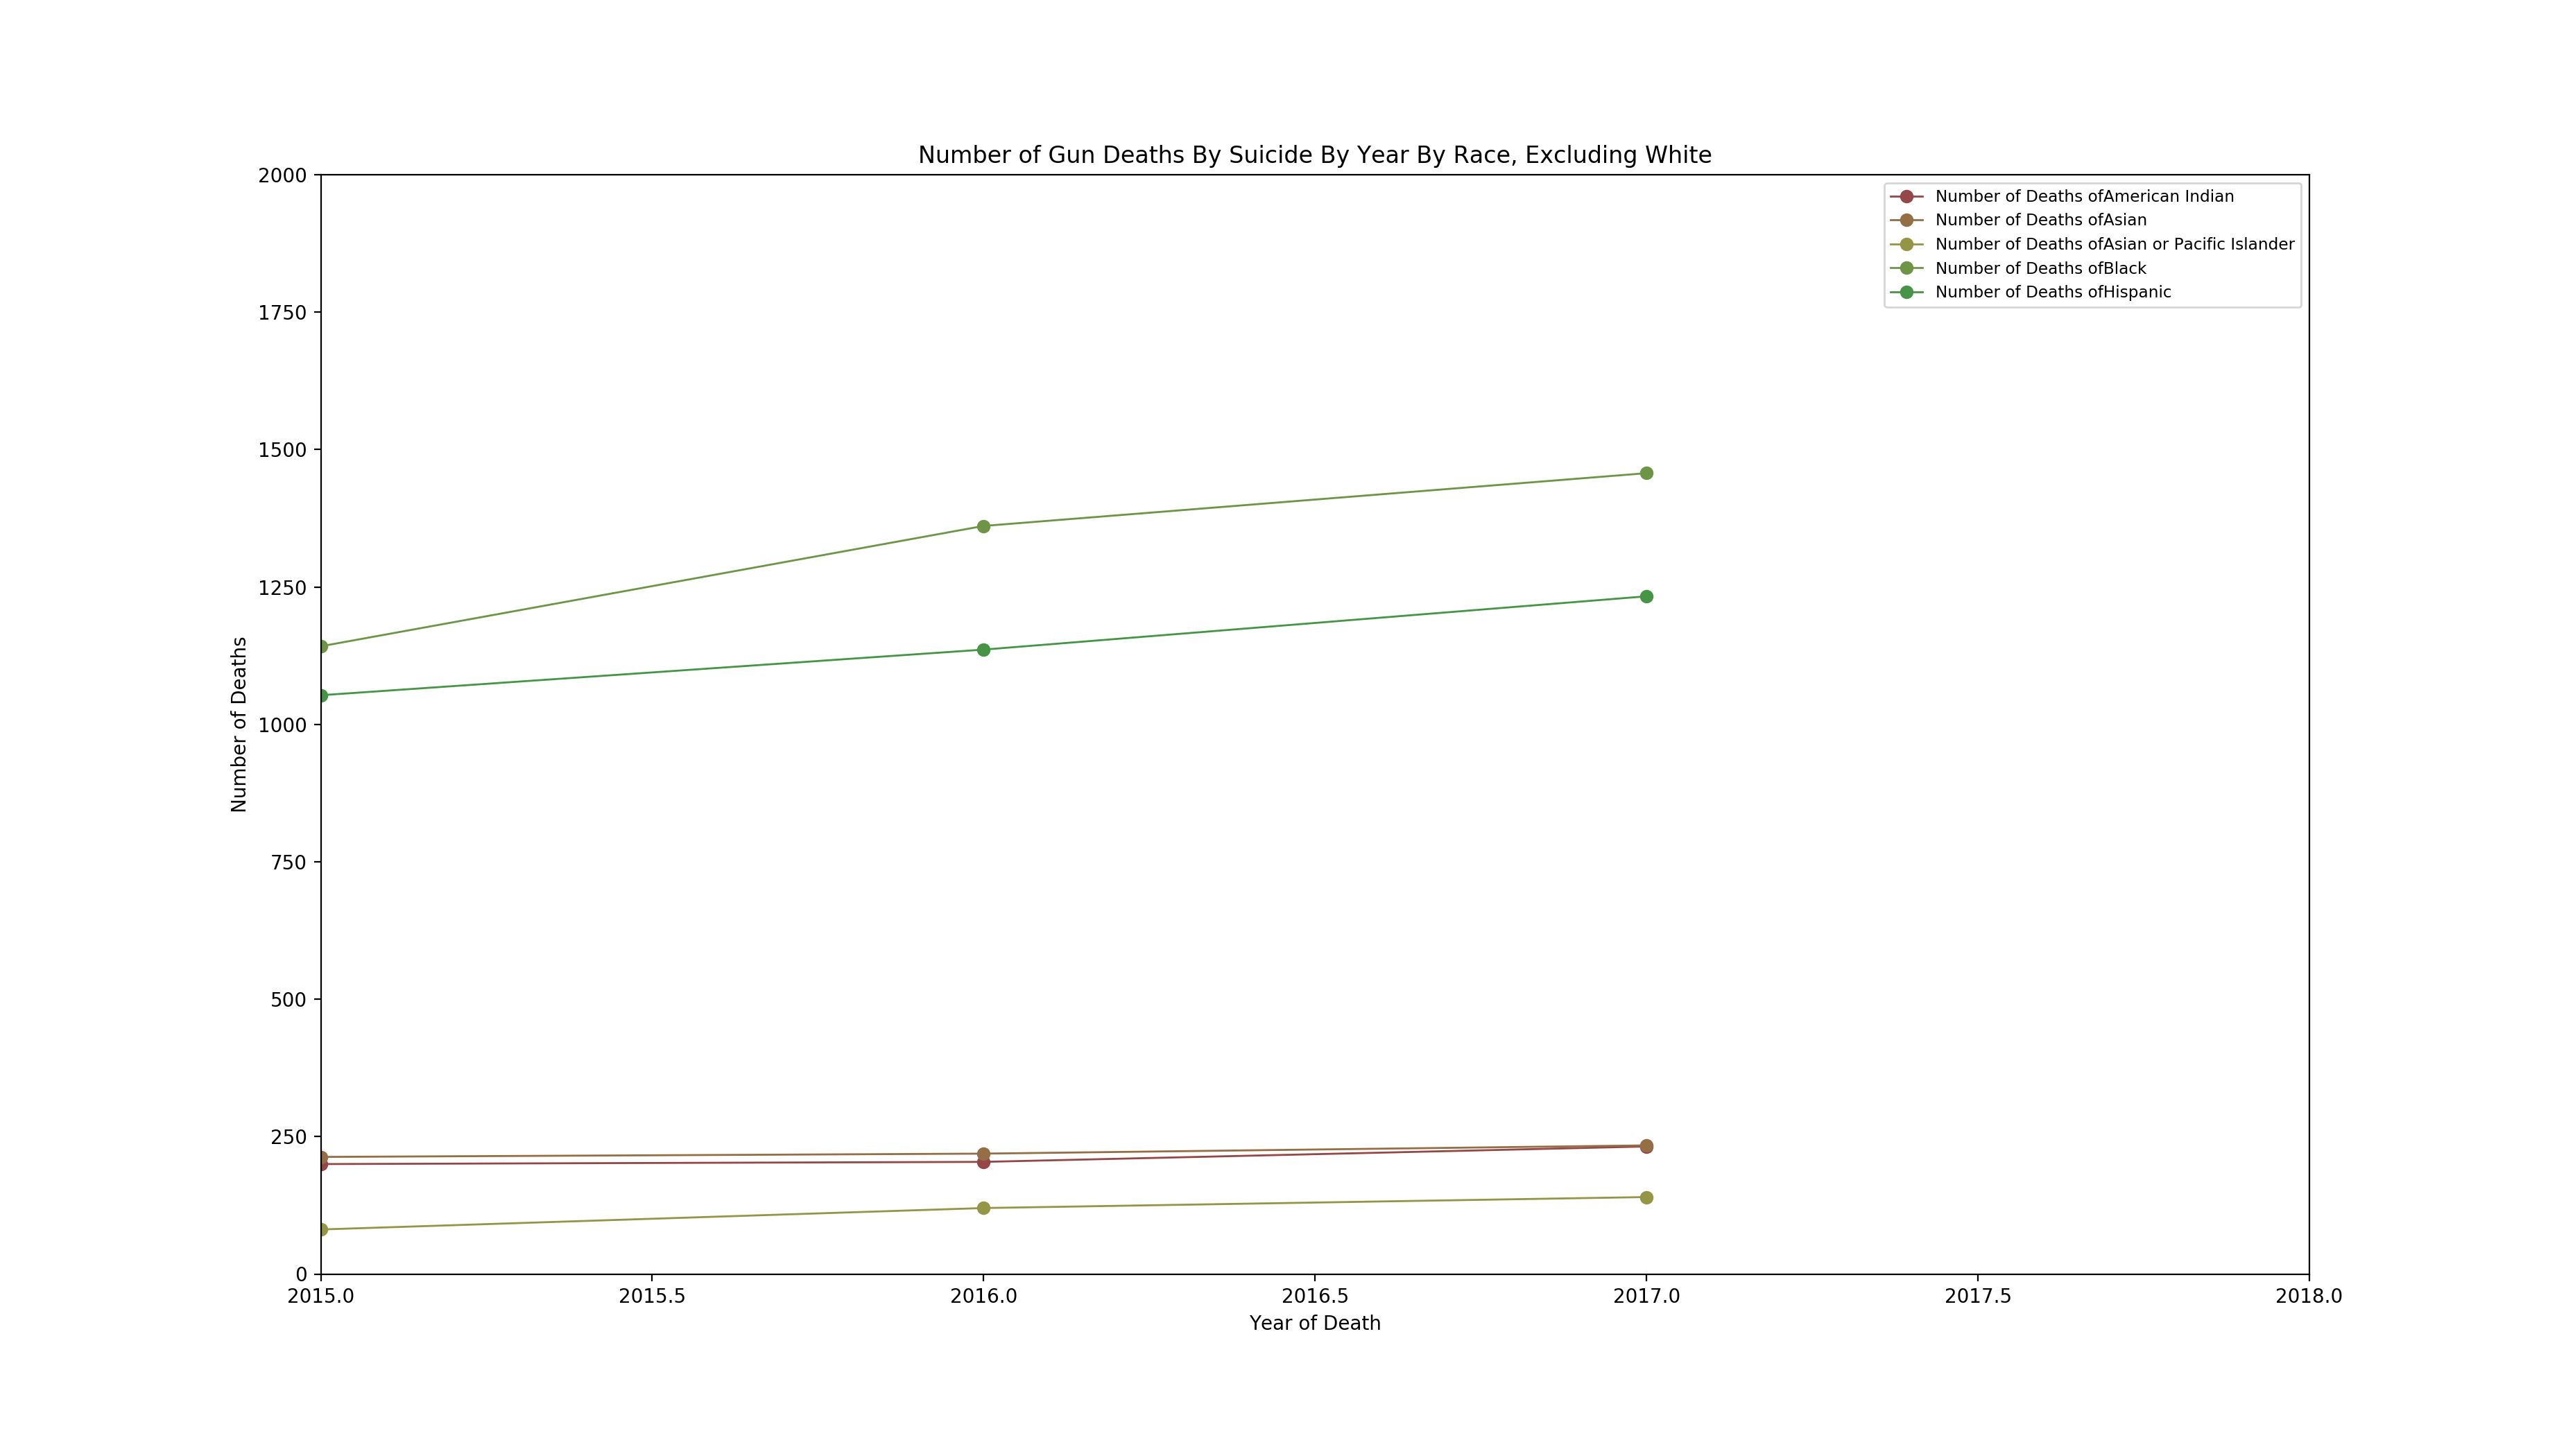 Number of Gun Deaths By Suicide By Year By Race, Excluding White
2000
1750
1500
1250
1000
750
500
250
0
Number of Deaths
Number of Deaths ofAmerican Indian
Number of Deaths ofAsian
Number of Deaths ofAsian or Pacific Islander
Number of Deaths ofBlack
Number of Deaths ofHispanic
2015.0 2015.5 2016.0 2016.5 2017.0 2017.5 2018.0
Year of Death